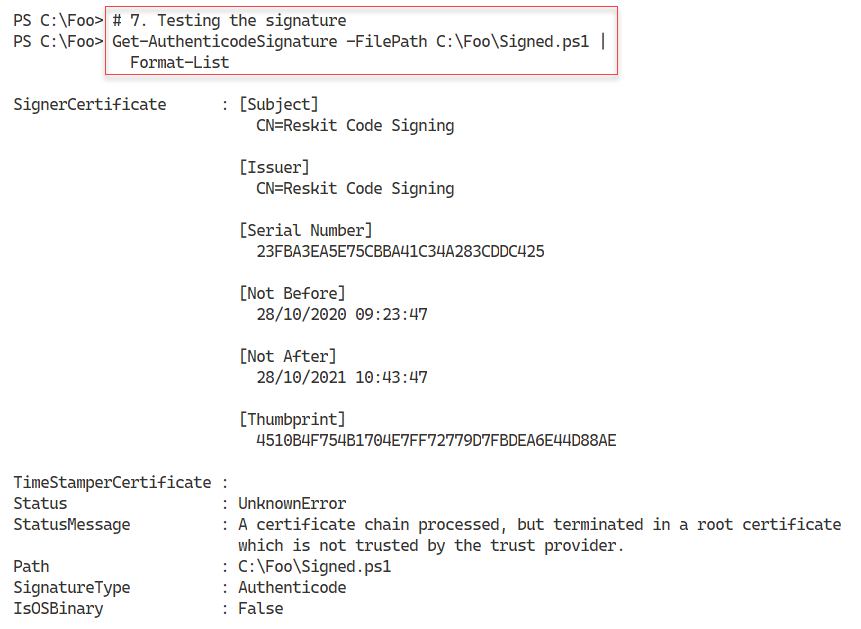 PS C:\Foo> # 7. Testing the signature
PS C:\Foo> Get-AuthenticodeSignature -FilePath C:\Foo\Signed.ps1 |
Format-List
SignerCertificate : [Subject]
CN=Reskit Code Signing
[Issuer]
CN=Reskit Code Signing
[Serial Number]
23FBA3EA5E75CBBA41C34A283CDDC425
[Not Before]
28/10/2020 09:23:47
[Not After]
28/10/2021 10:43:47
[Thumbprint]
4510B4F754B1704E7FF72779D7FBDEA6E44D88AE
TimeStamperCertificate :
Status : UnknownError
StatusMessage : A certificate chain processed, but terminated in a root certificate
which is not trusted by the trust provider.
Path : C:\Foo\Signed.ps1
SignatureType : Authenticode
IsOSBinary : False